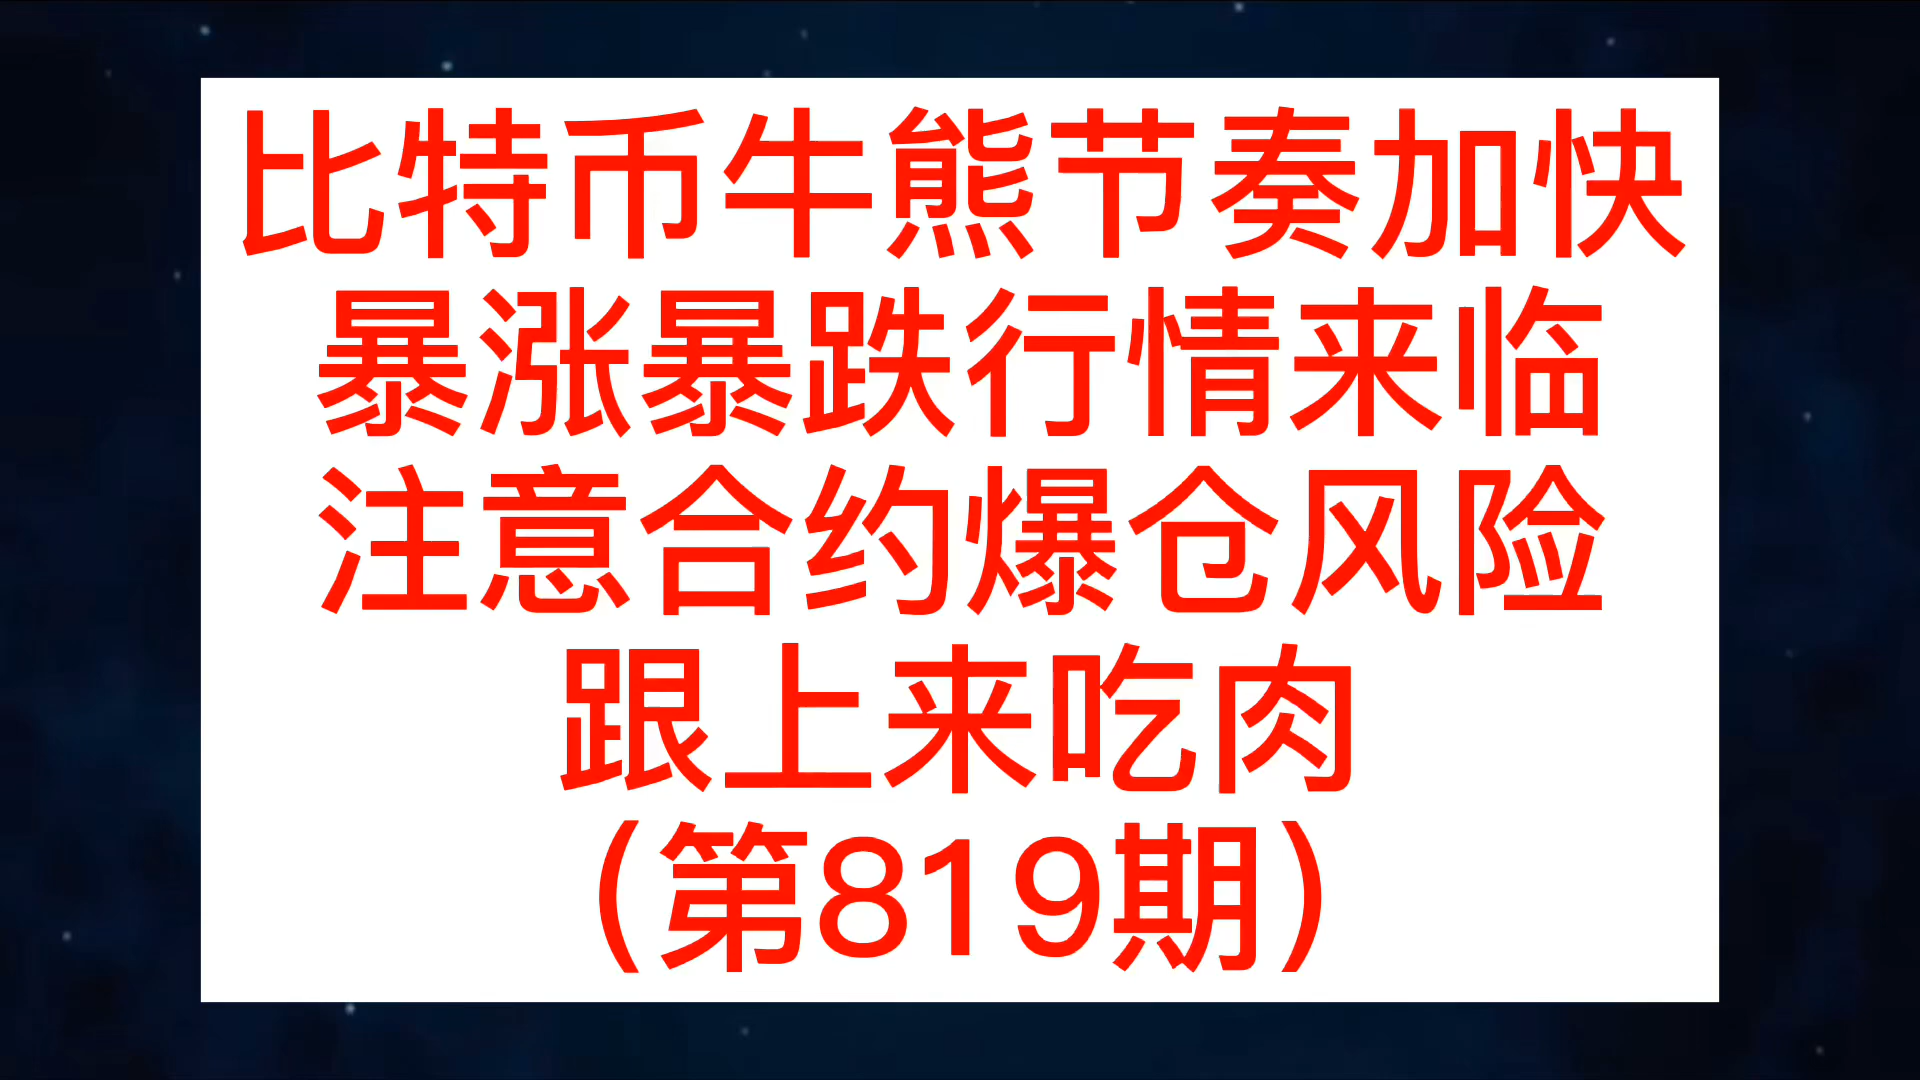 比特币牛熊节奏加快
暴涨暴跌行情来临
注意合约爆仓风险
跟上来吃肉
（第819期）